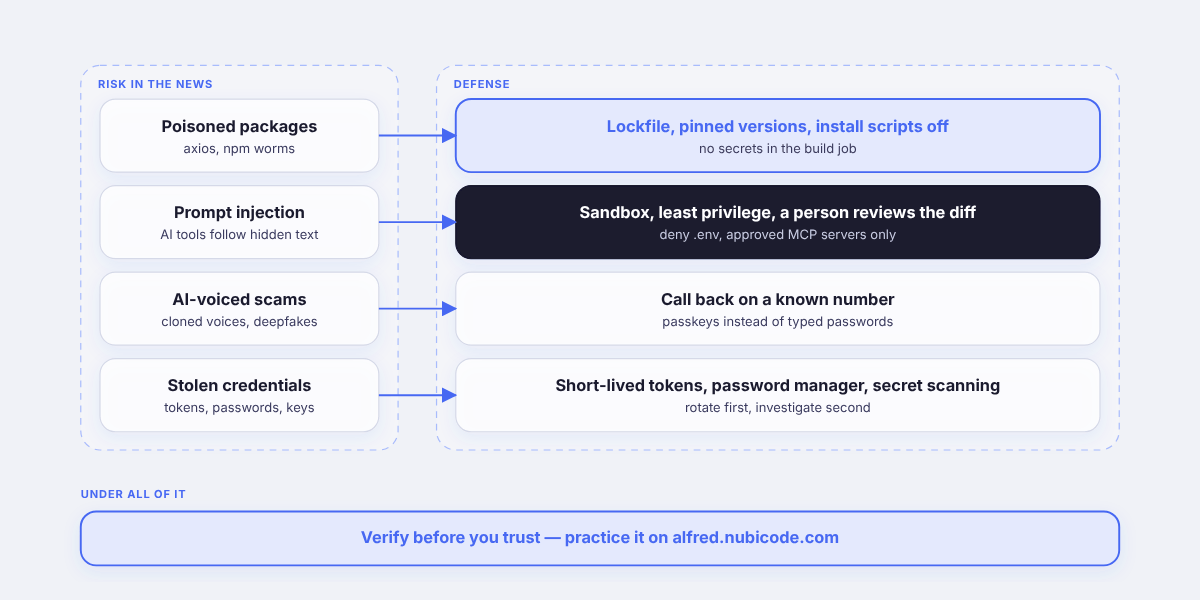 RISK IN THE NEWS
DEFENSE
Poisoned packages
axios, npm worms
Lockfile, pinned versions, install scripts off
no secrets in the build job
Prompt injection
AI tools follow hidden text
Sandbox, least privilege, a person reviews the diff
deny .env, approved MCP servers only
AI-voiced scams
cloned voices, deepfakes
Call back on a known number
passkeys instead of typed passwords
Stolen credentials
tokens, passwords, keys
Short-lived tokens, password manager, secret scanning
rotate first, investigate second
UNDER ALL OF IT
Verify before you trust — practice it on alfred.nubicode.com